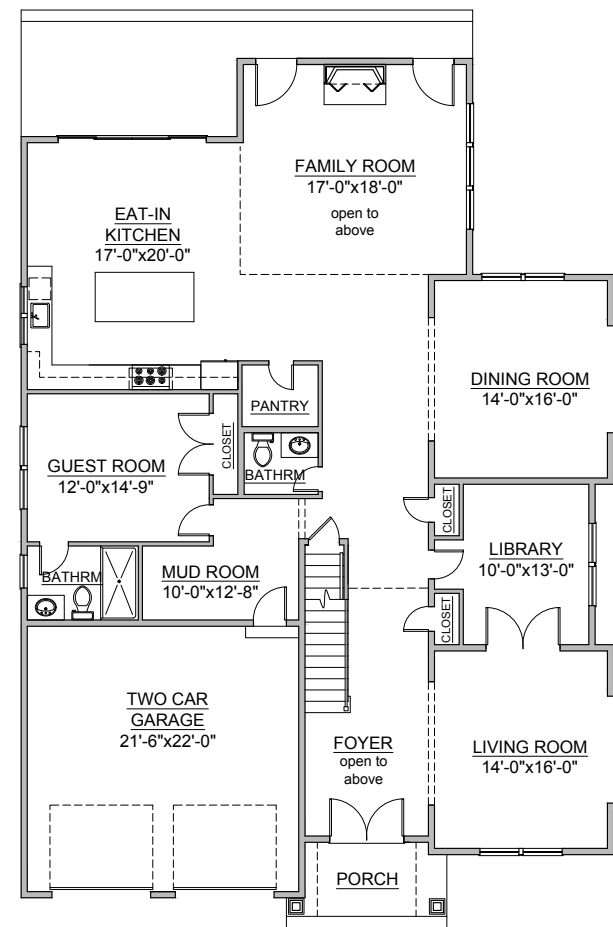 FAMILY ROOM
17'-0"x18'-0"
open to
above
EAT-IN
KITCHEN
17'-0"x20'-0"
DINING ROOM
14'-0"x16'-0"
PANTRY
CLOSET
BATHRM
GUEST ROOM
12'-0"x14'-9"
CLOSET
LIBRARY
10'-0"x13'-0"
BATHRM
MUD ROOM
10'-0"x12'-8"
CLOSET
TWO CAR
GARAGE
21'-6"x22'-0"
FOYER
open to
above
LIVING ROOM
14'-0"x16'-0"
PORCH